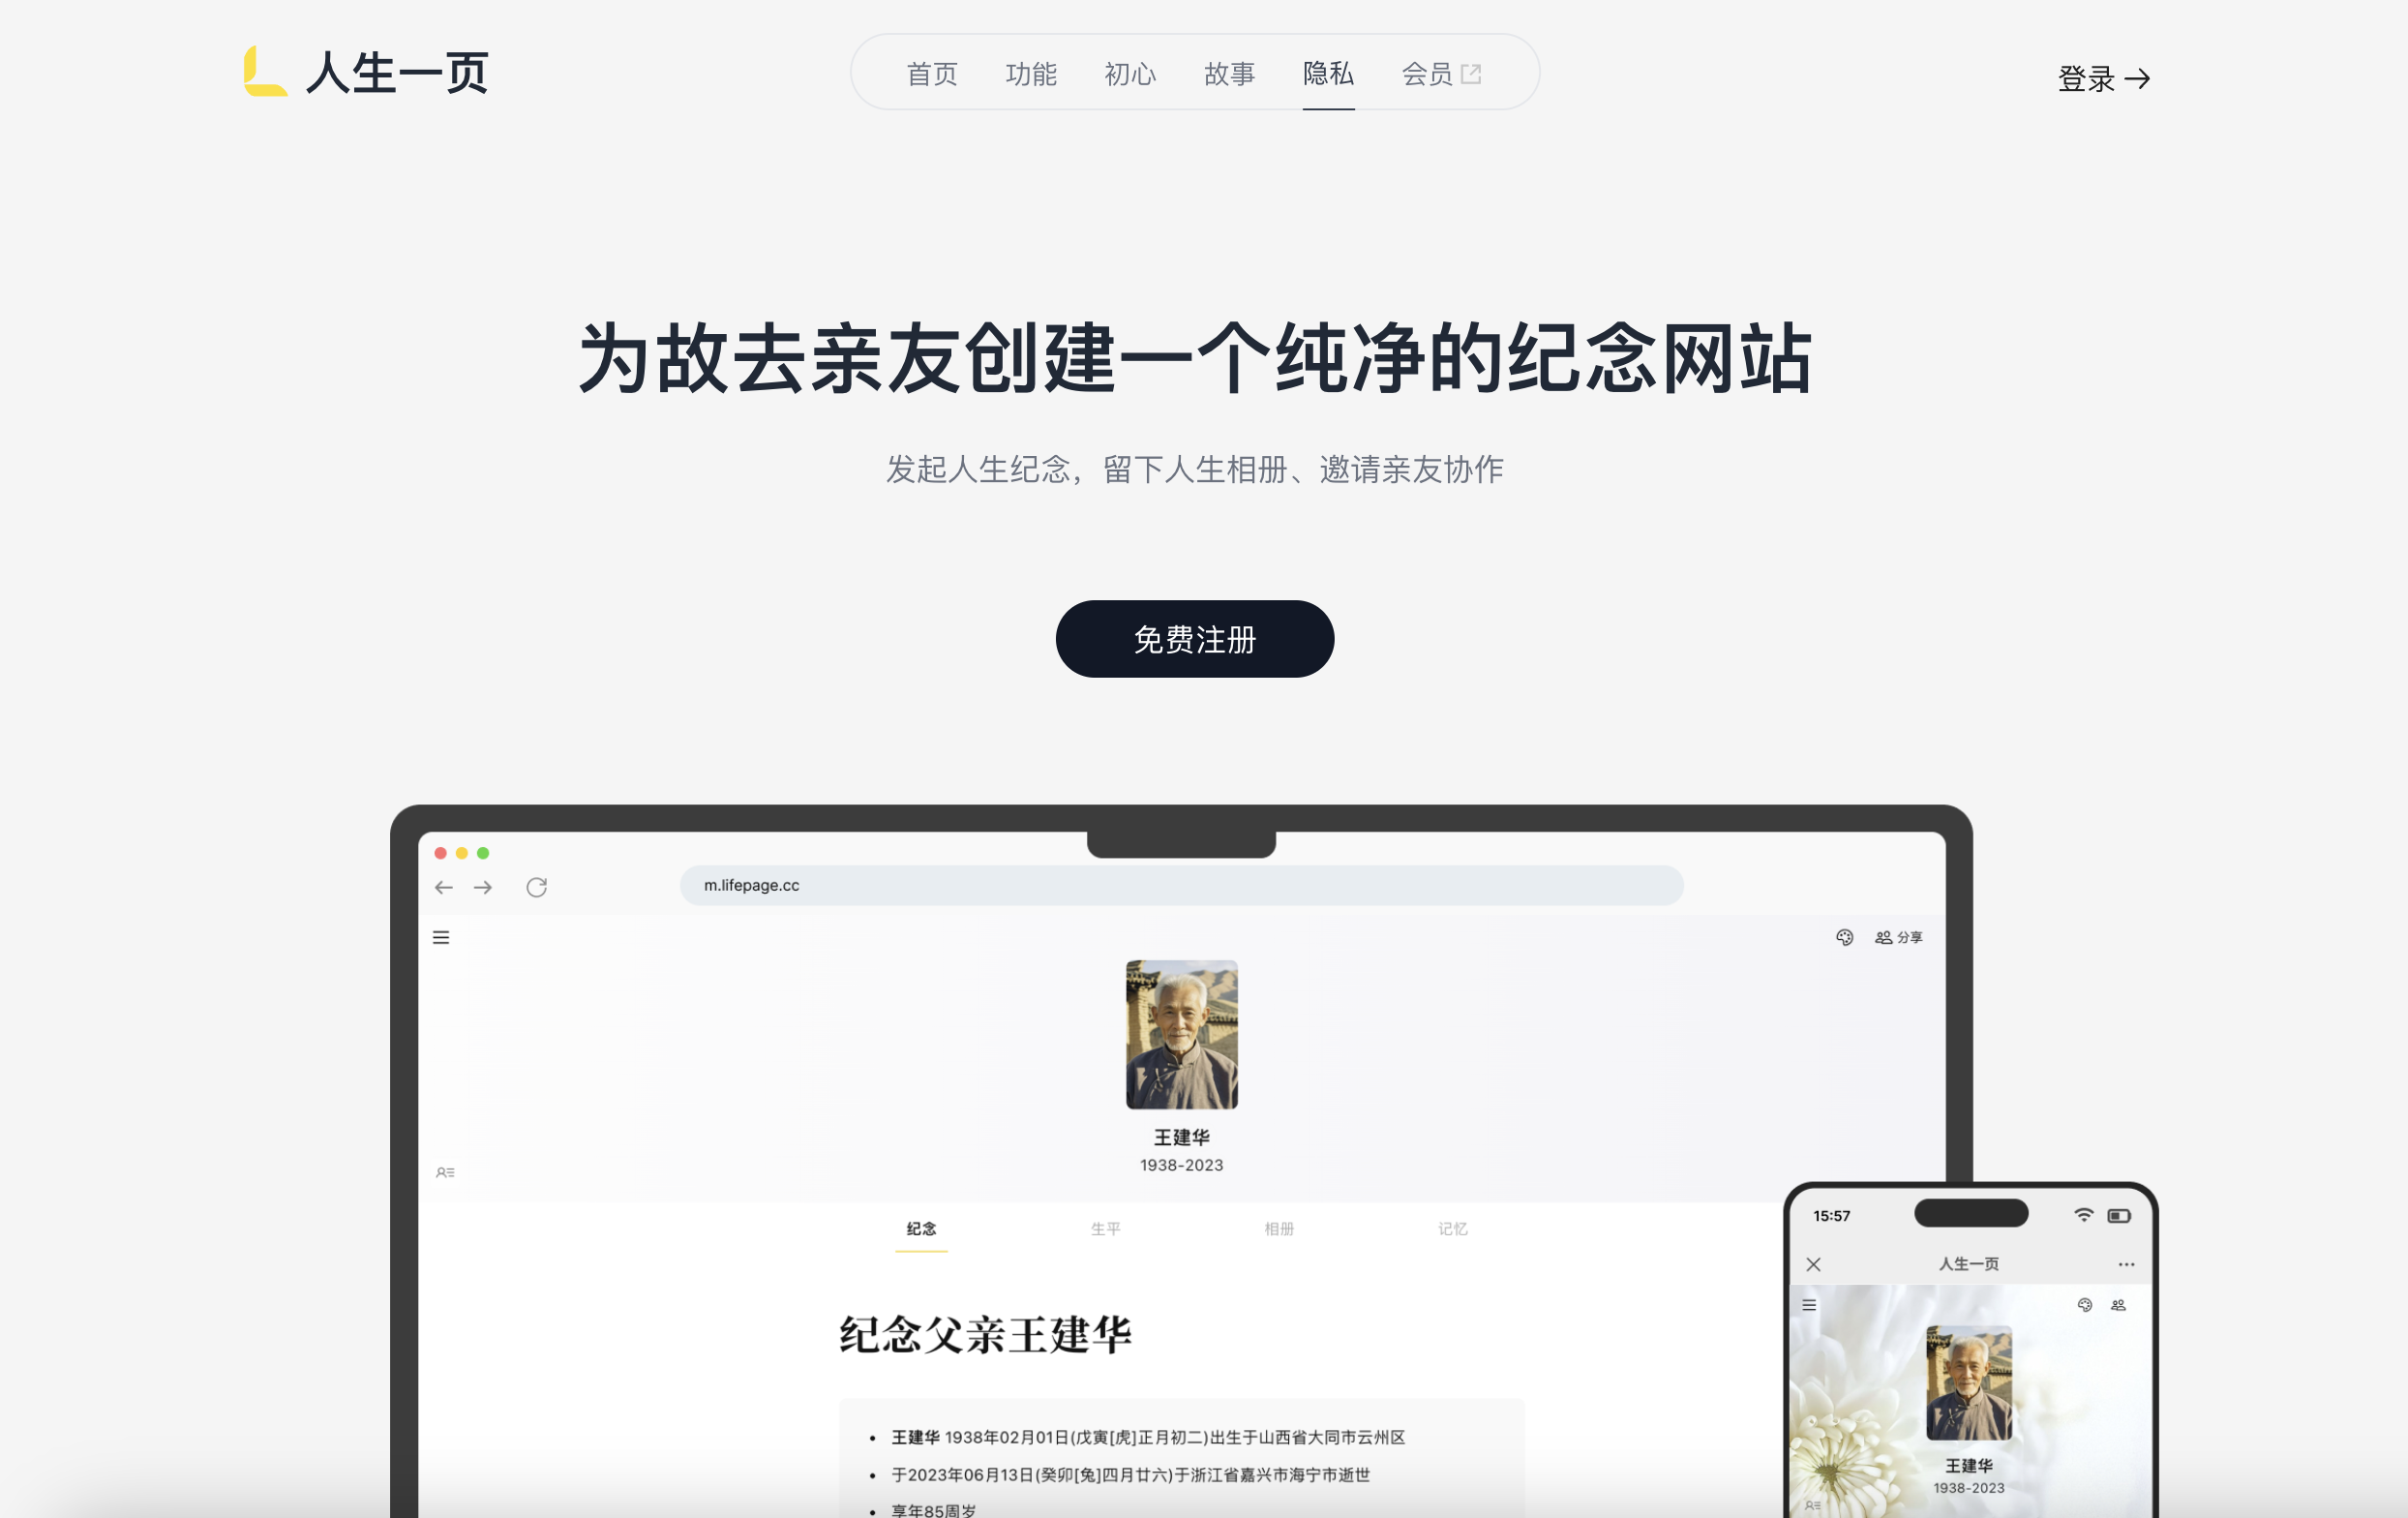 人生一页
首页 功能 初心 故事 隐私 会员
登录
为故去亲友创建一个纯净的纪念网站
发起人生纪念，留下人生相册、邀请亲友协作
免费注册
m.lifepage.cc
分享
王建华
1938-2023
纪念 生平 相册 记忆
纪念父亲王建华
• 王建华 1938年02月01日(戊寅[虎]正月初二)出生于山西省大同市云州区
• 于2023年06月13日(癸卯[兔]四月廿六)于浙江省嘉兴市海宁市逝世
• 享年85周岁
15:57
人生一页
王建华
1938-2023